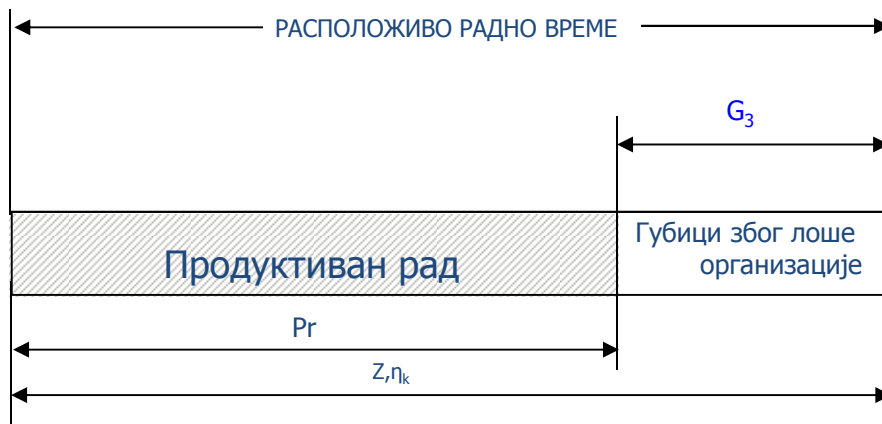 РАСПОЛОЖИВО РАДНО ВРЕМЕ
G₃
Продуктиван рад
Губици због лоше
организације
Pr
Z,ηₖ